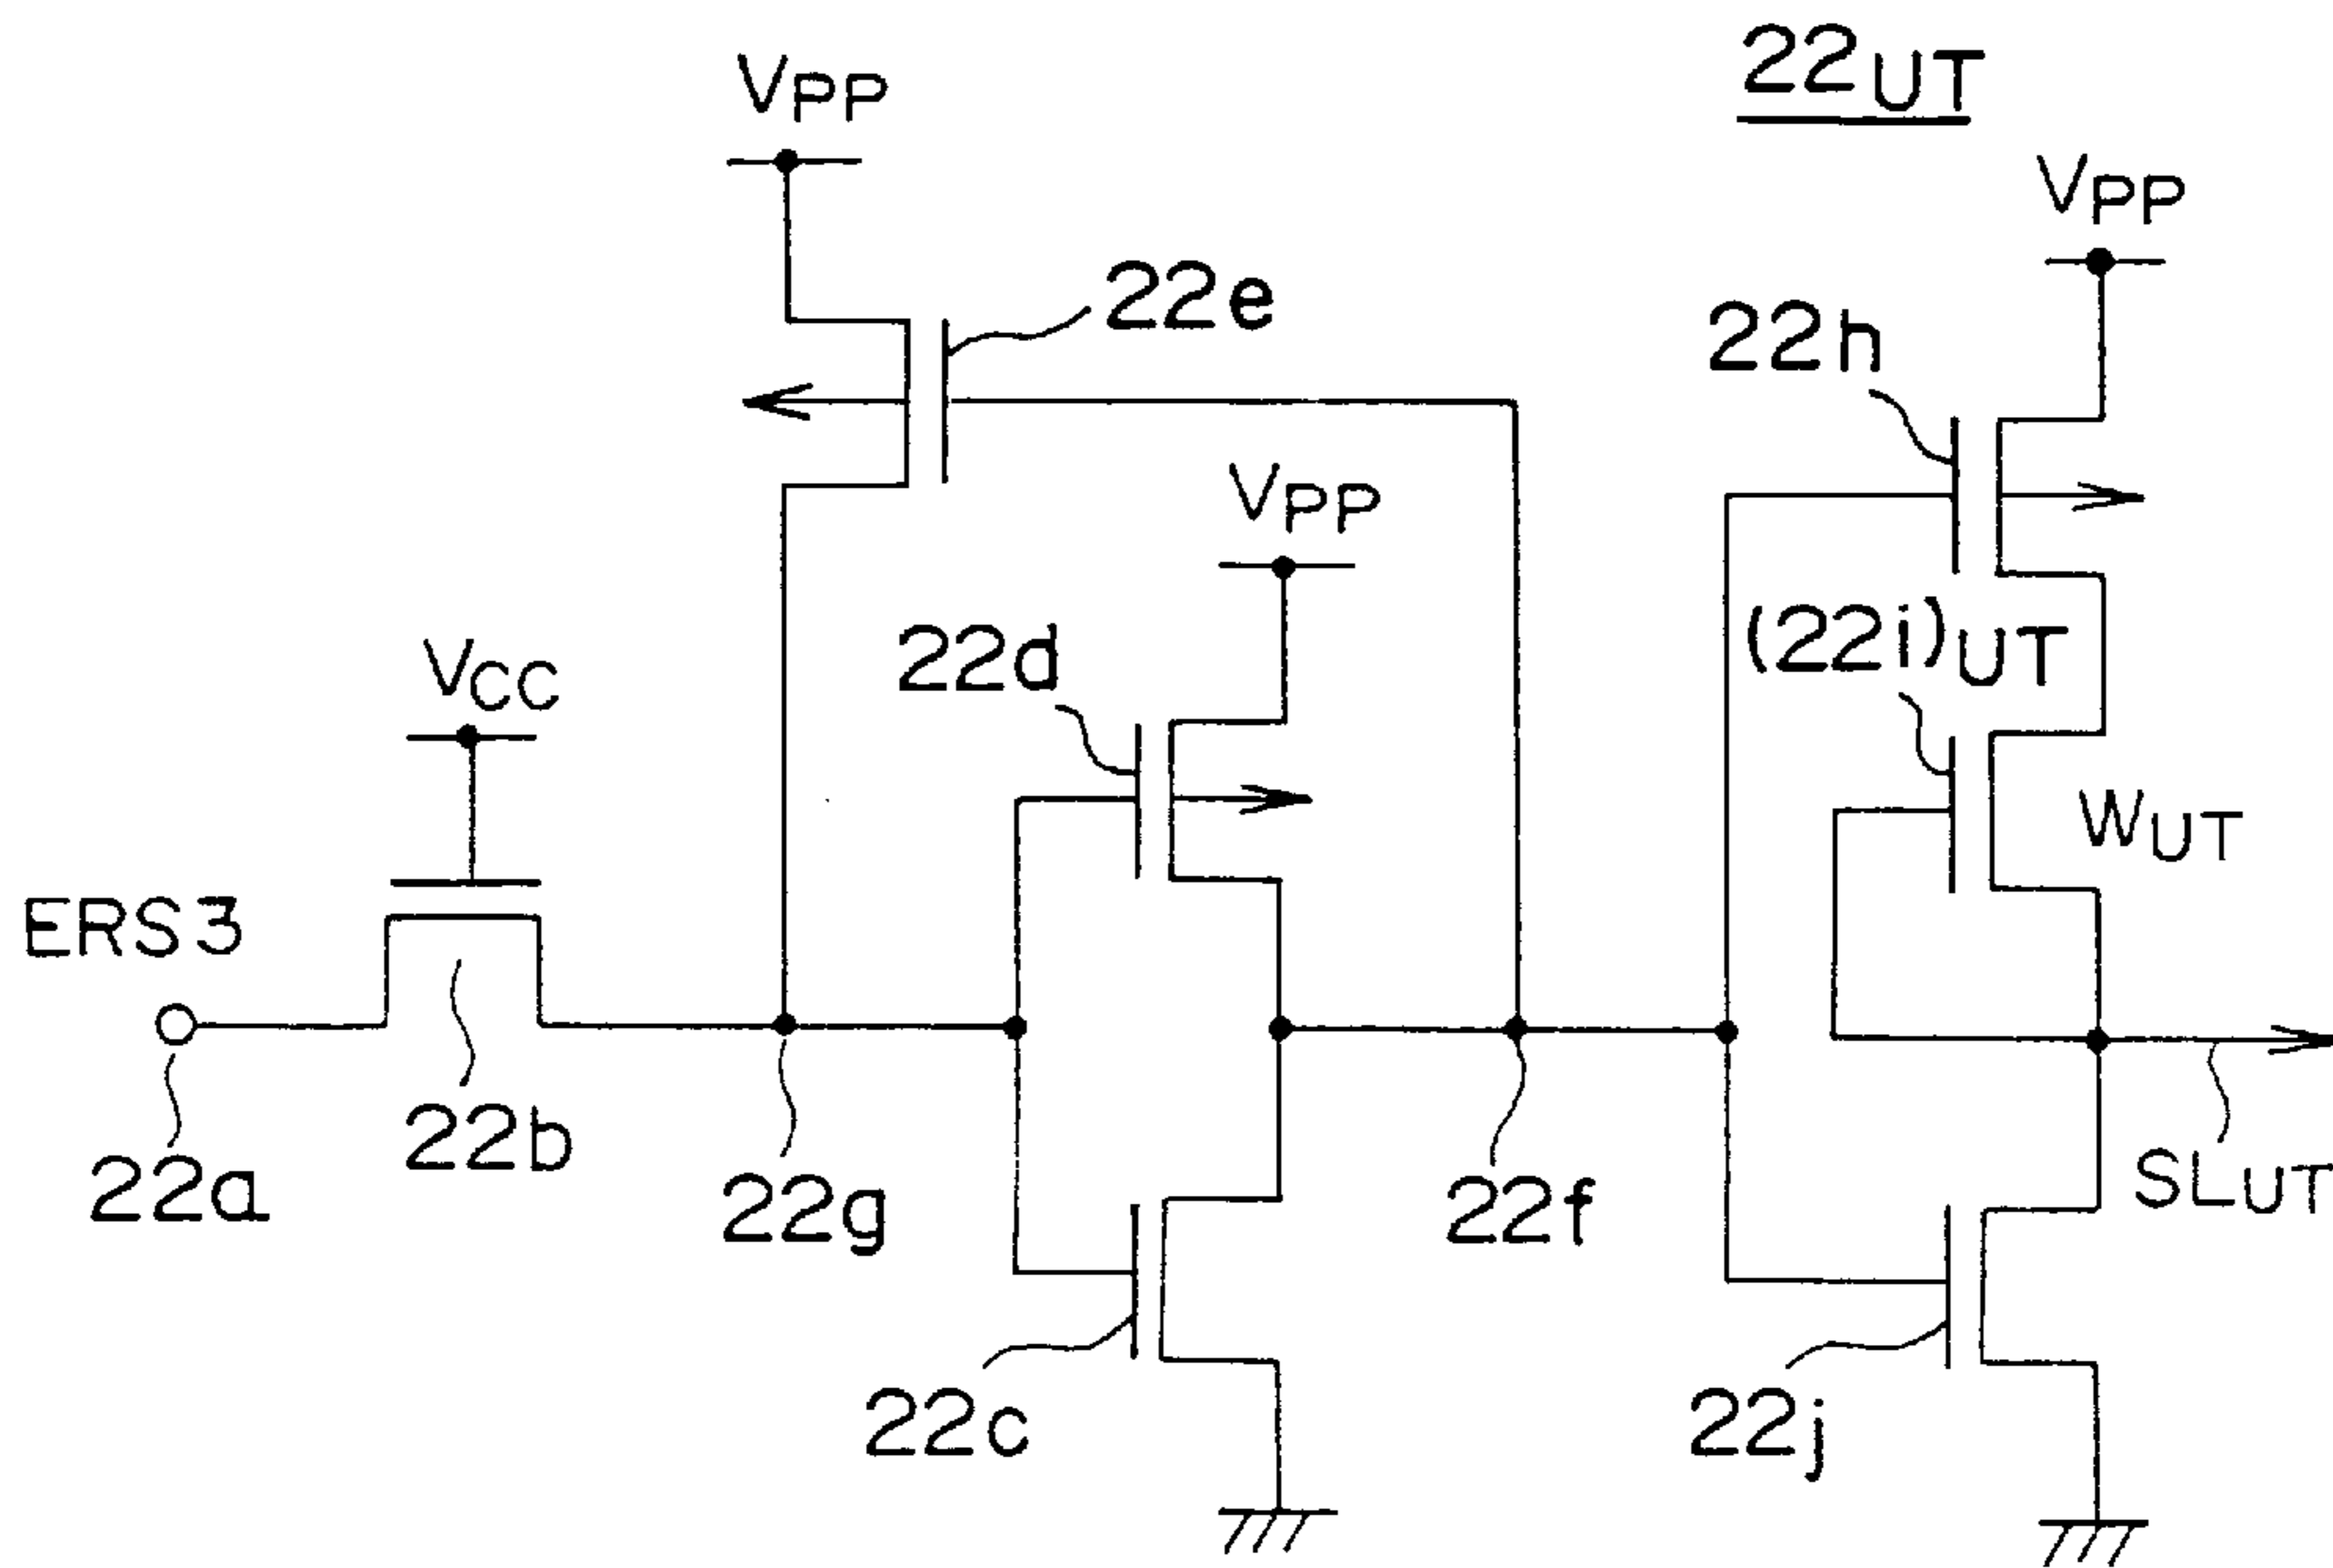 22UT
VPP
VPP
22e
22h
VPP
(22i)UT
22d
VCC
WUT
ERS3
22b
22a
22g
22f
SLUT
22c
22j